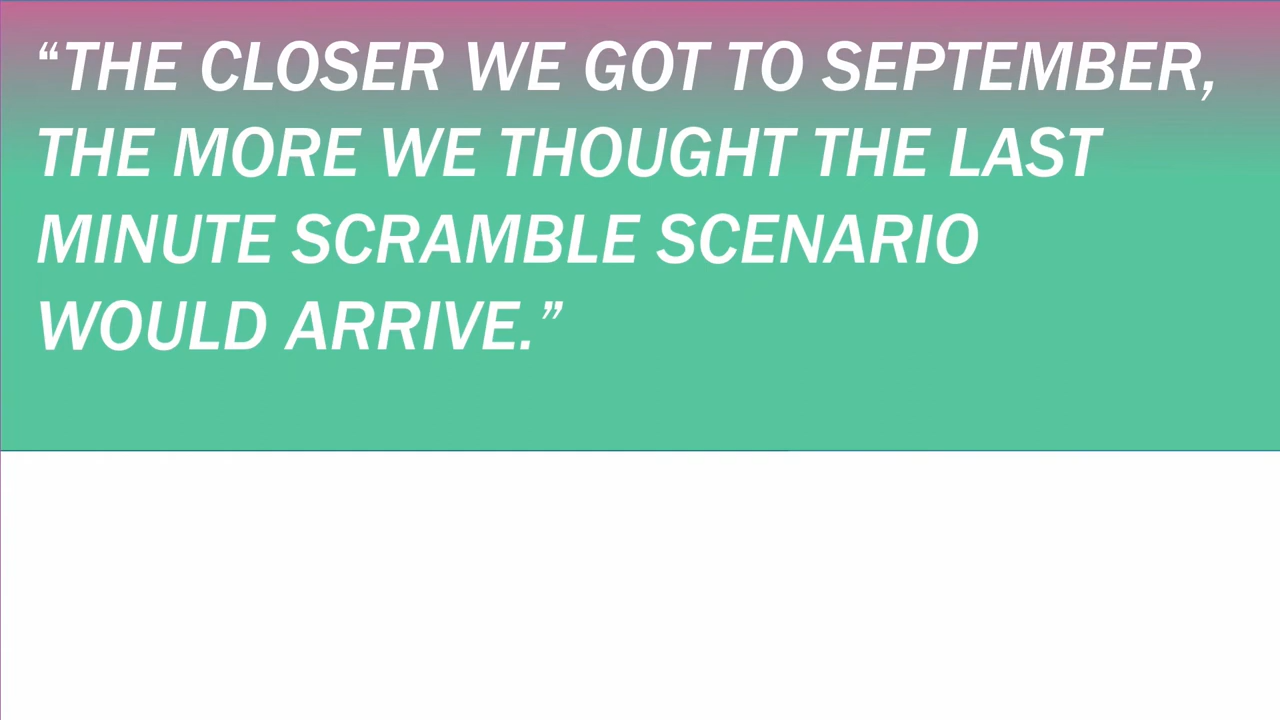 “THE CLOSER WE GOT TO SEPTEMBER,
THE MORE WE THOUGHT THE LAST
MINUTE SCRAMBLE SCENARIO
WOULD ARRIVE.”